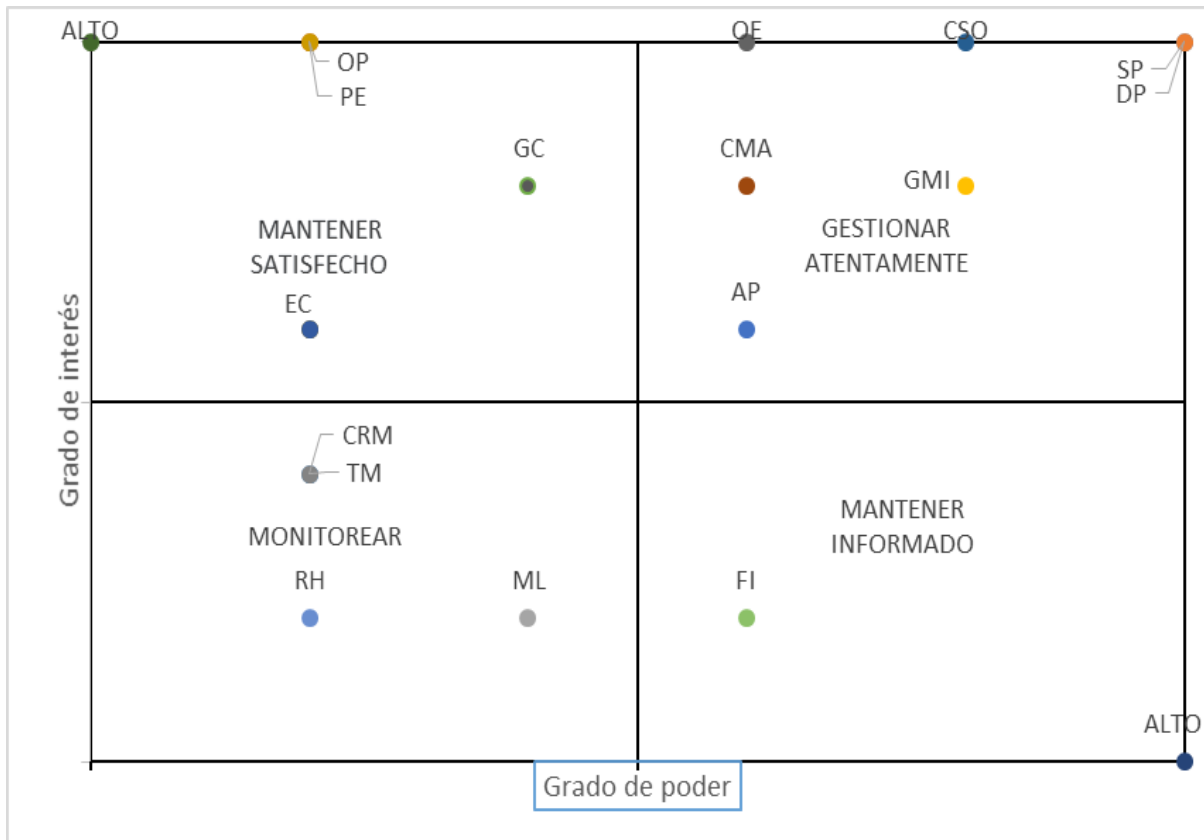 ALTO
OE
CSO
OP
PE
SP
DP
GC
CMA
GMI
MANTENER
SATISFECHO
GESTIONAR
ATENTAMENTE
EC
AP
Grado de interés
CRM
TM
MONITOREAR
MANTENER
INFORMADO
RH
ML
FI
ALTO
Grado de poder